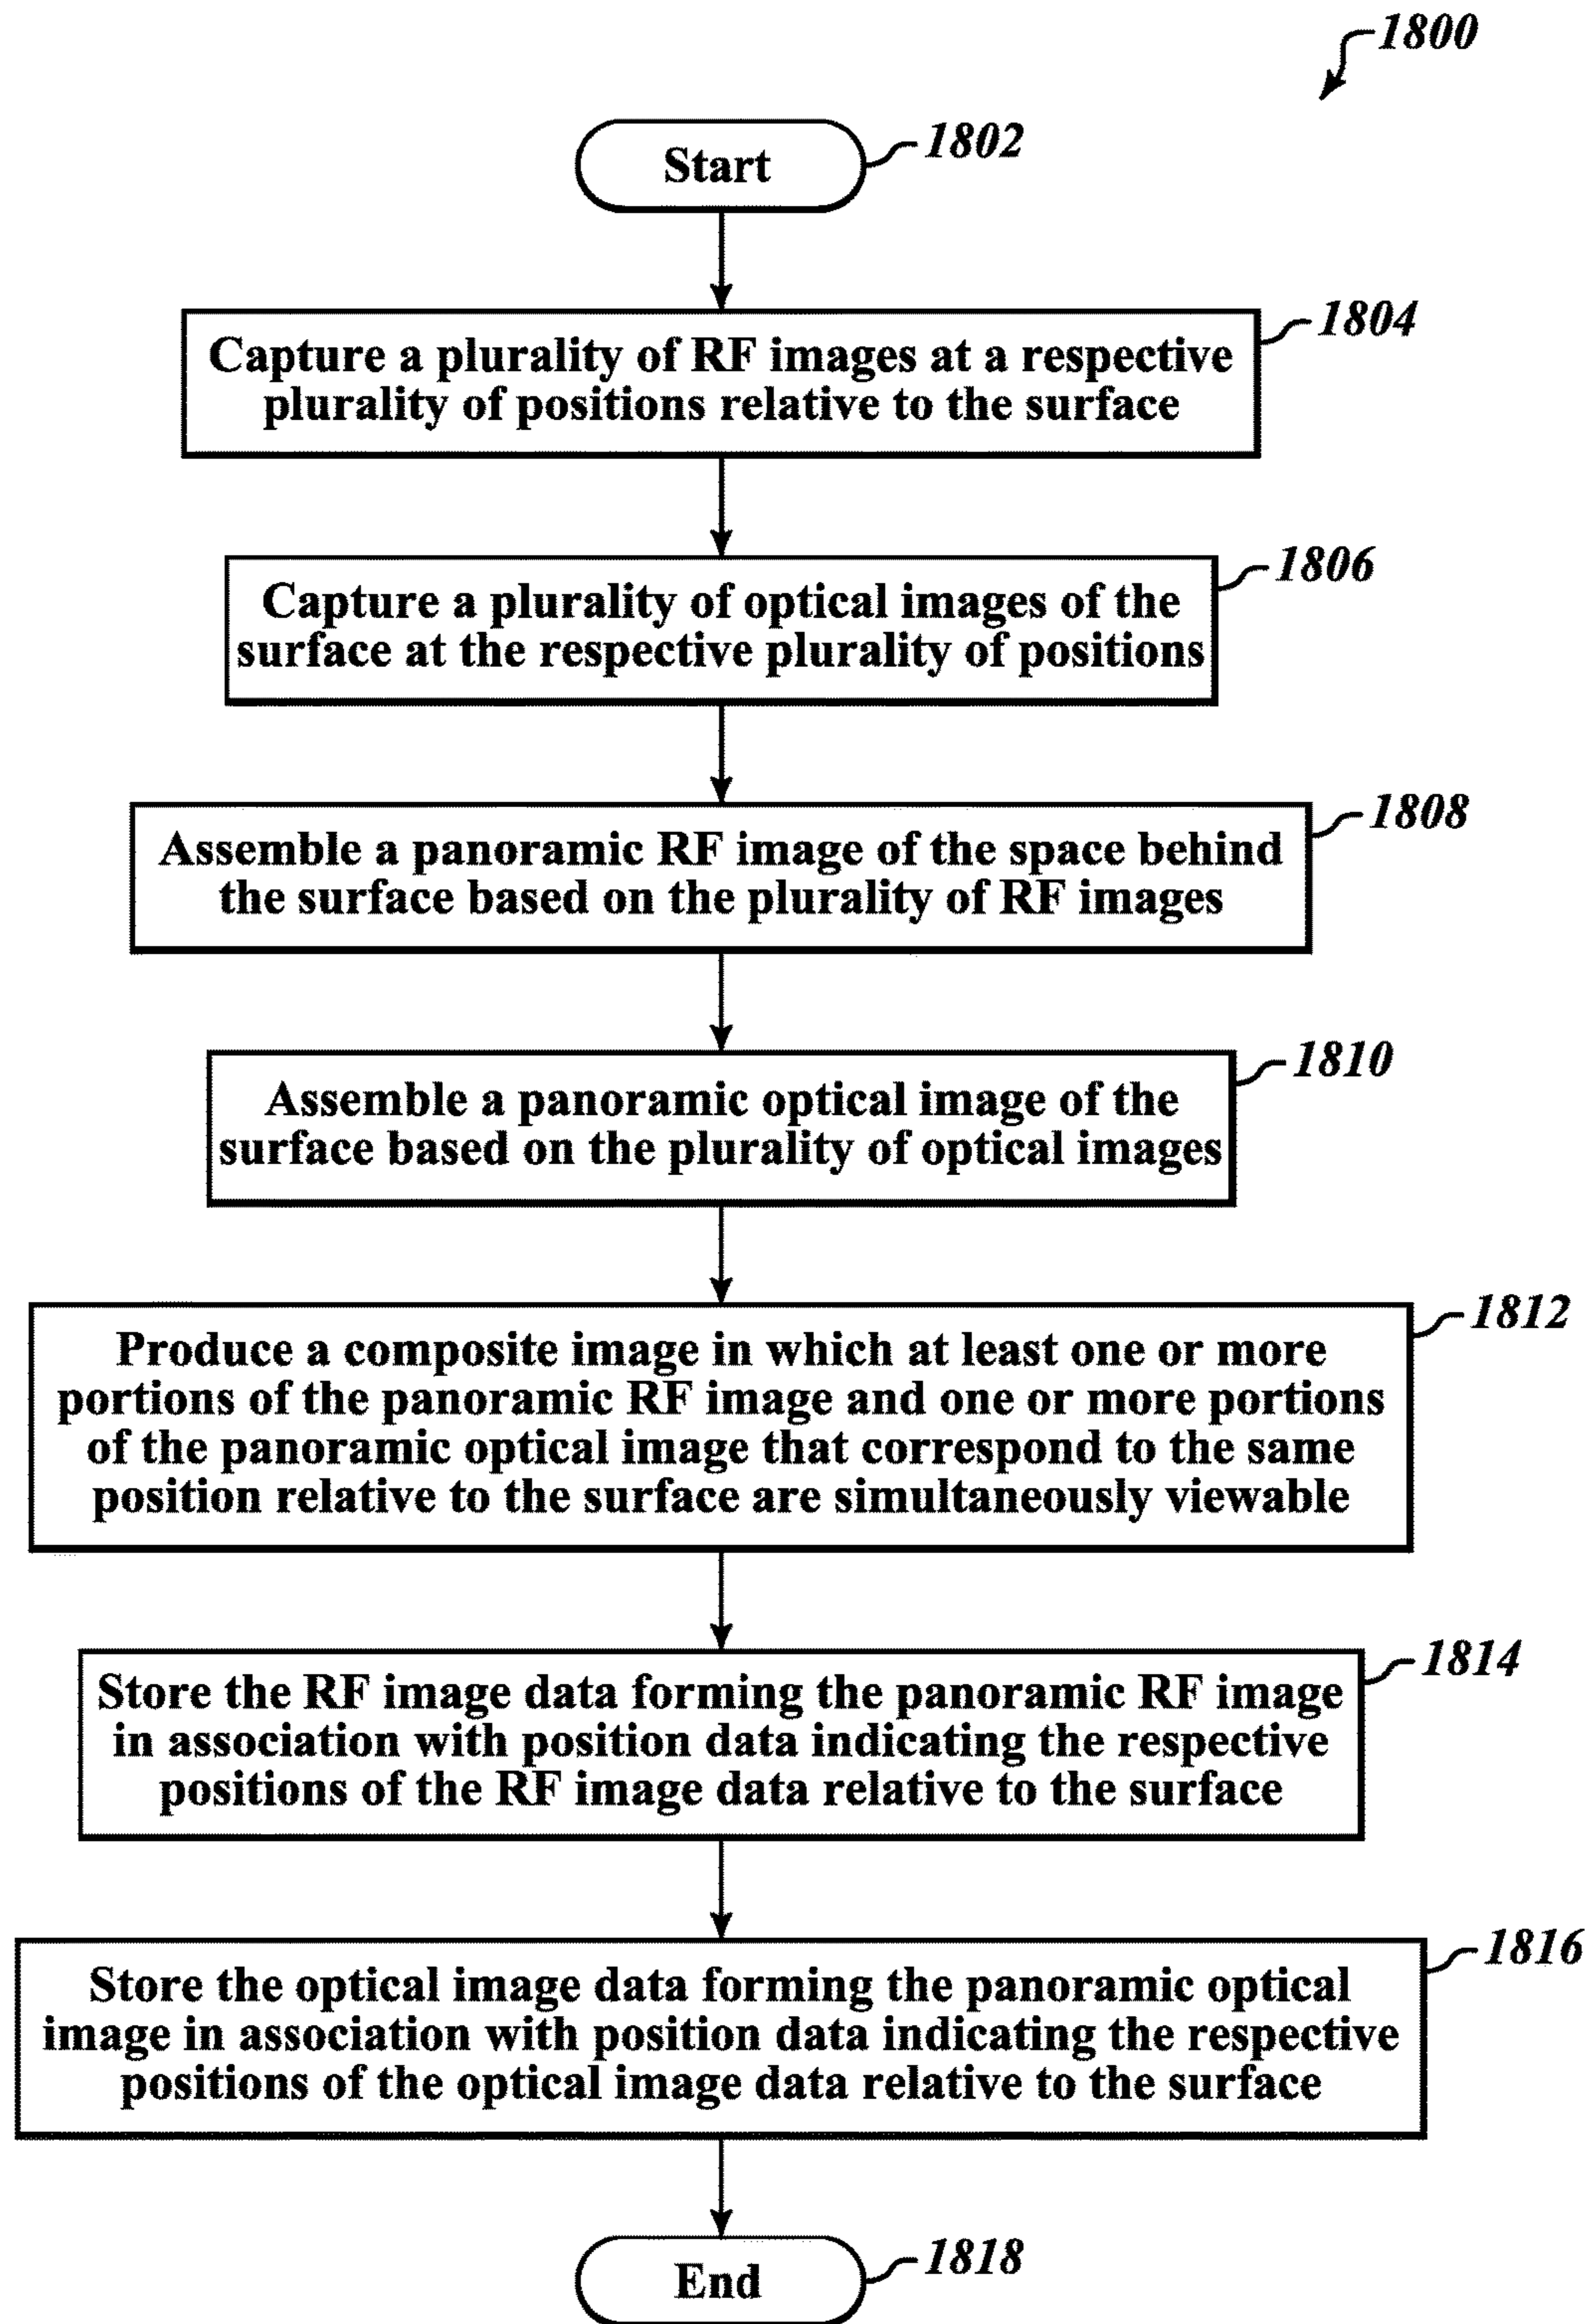 1800
Start
1802
Capture a plurality of RF images at a respective
plurality of positions relative to the surface
1804
Capture a plurality of optical images of the
surface at the respective plurality of positions
1806
Assemble a panoramic RF image of the space behind
the surface based on the plurality of RF images
1808
Assemble a panoramic optical image of the
surface based on the plurality of optical images
1810
Produce a composite image in which at least one or more
portions of the panoramic RF image and one or more portions
of the panoramic optical image that correspond to the same
position relative to the surface are simultaneously viewable
1812
Store the RF image data forming the panoramic RF image
in association with position data indicating the respective
positions of the RF image data relative to the surface
1814
Store the optical image data forming the panoramic optical
image in association with position data indicating the respective
positions of the optical image data relative to the surface
1816
End
1818